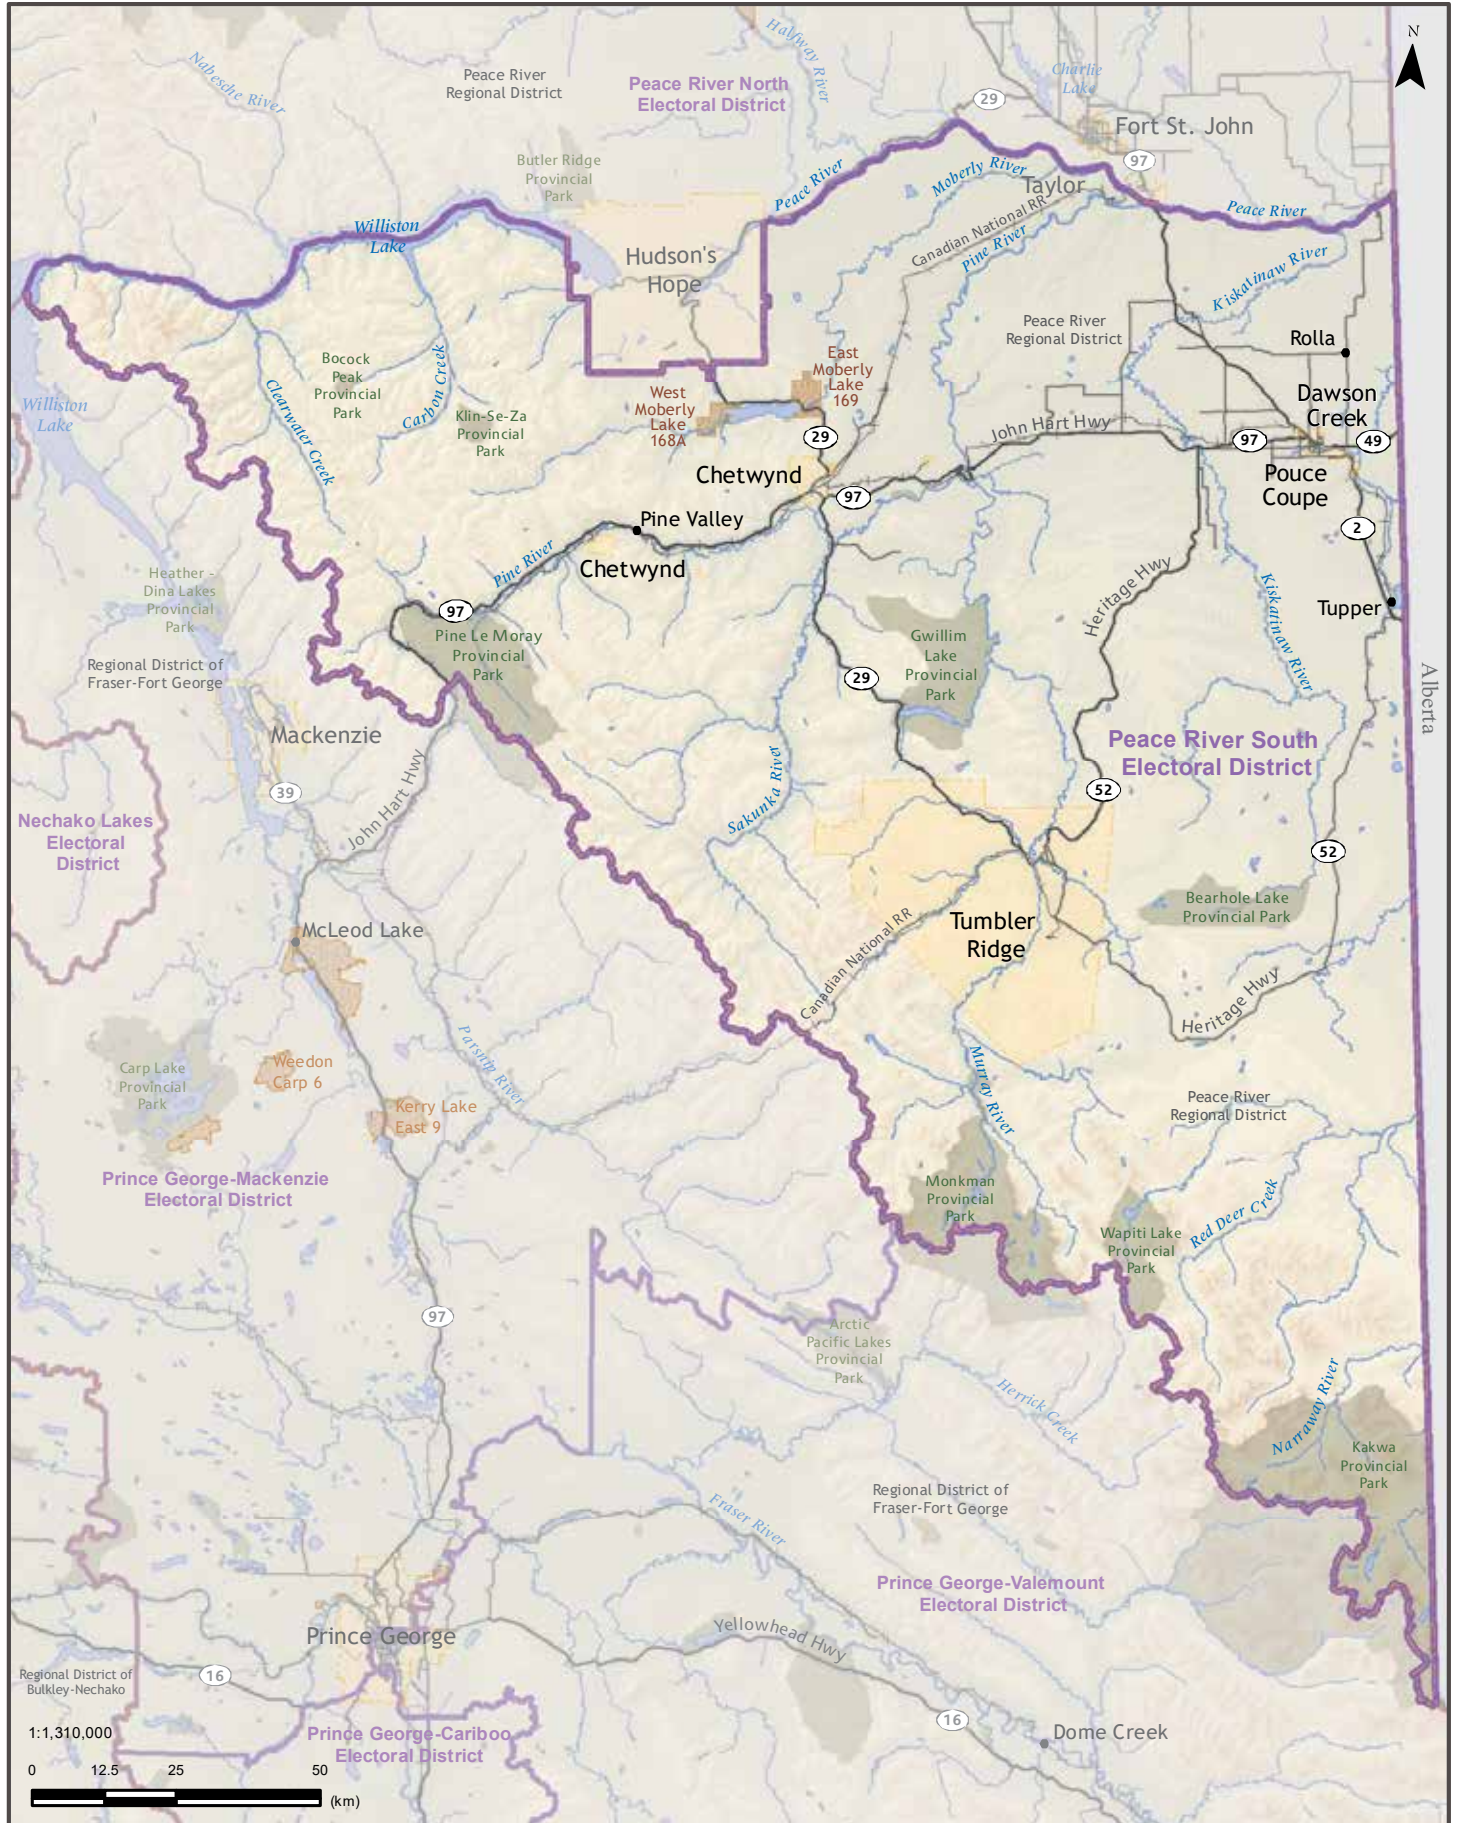 N
Halfway River
Nabesche River
Peace River
Regional District
Peace River North
Electoral District
Charlie
Lake
29
Fort St. John
97
Butler Ridge
Provincial
Park
Peace River
Moberly River
Taylor
Canadian National RR
Pine River
Peace River
Williston
Lake
Hudson's
Hope
Kiskatinaw River
Peace River
Regional District
Rolla
Bocock
Peak
Provincial
Park
Carbon Creek
Clearwater Creek
Klin-Se-Za
Provincial
Park
West
Moberly
Lake
168A
East
Moberly
Lake
169
Dawson
Creek
Williston
Lake
29
John Hart Hwy
97
49
Chetwynd
97
Pouce
Coupe
Pine Valley
2
Pine River
Chetwynd
Heather -
Dina Lakes
Provincial
Park
Heritage Hwy
Kiskatinaw River
Tupper
97
Pine Le Moray
Provincial
Park
Gwillim
Lake
Provincial
Park
Regional District of
Fraser-Fort George
29
Alberta
Mackenzie
Peace River South
Electoral District
John Hart Hwy
39
Sakunka River
52
Nechako Lakes
Electoral
District
52
Bearhole Lake
Provincial Park
McLeod Lake
Tumbler
Ridge
Canadian National RR
Heritage Hwy
Parsnip River
Murray River
Carp Lake
Provincial
Park
Weedon
Carp 6
Kerry Lake
East 9
Peace River
Regional District
Prince George-Mackenzie
Electoral District
Monkman
Provincial
Park
Red Deer Creek
Wapiti Lake
Provincial
Park
97
Arctic
Pacific Lakes
Provincial
Park
Herrick Creek
Narraway River
Kakwa
Provincial
Park
Regional District of
Fraser-Fort George
Fraser River
Prince George-Valemount
Electoral District
Prince George
Yellowhead Hwy
Regional District of
Bulkley-Nechako
16
16
Prince George-Cariboo
Electoral District
Dome Creek
1:1,310,000
0 12.5 25 50
(km)